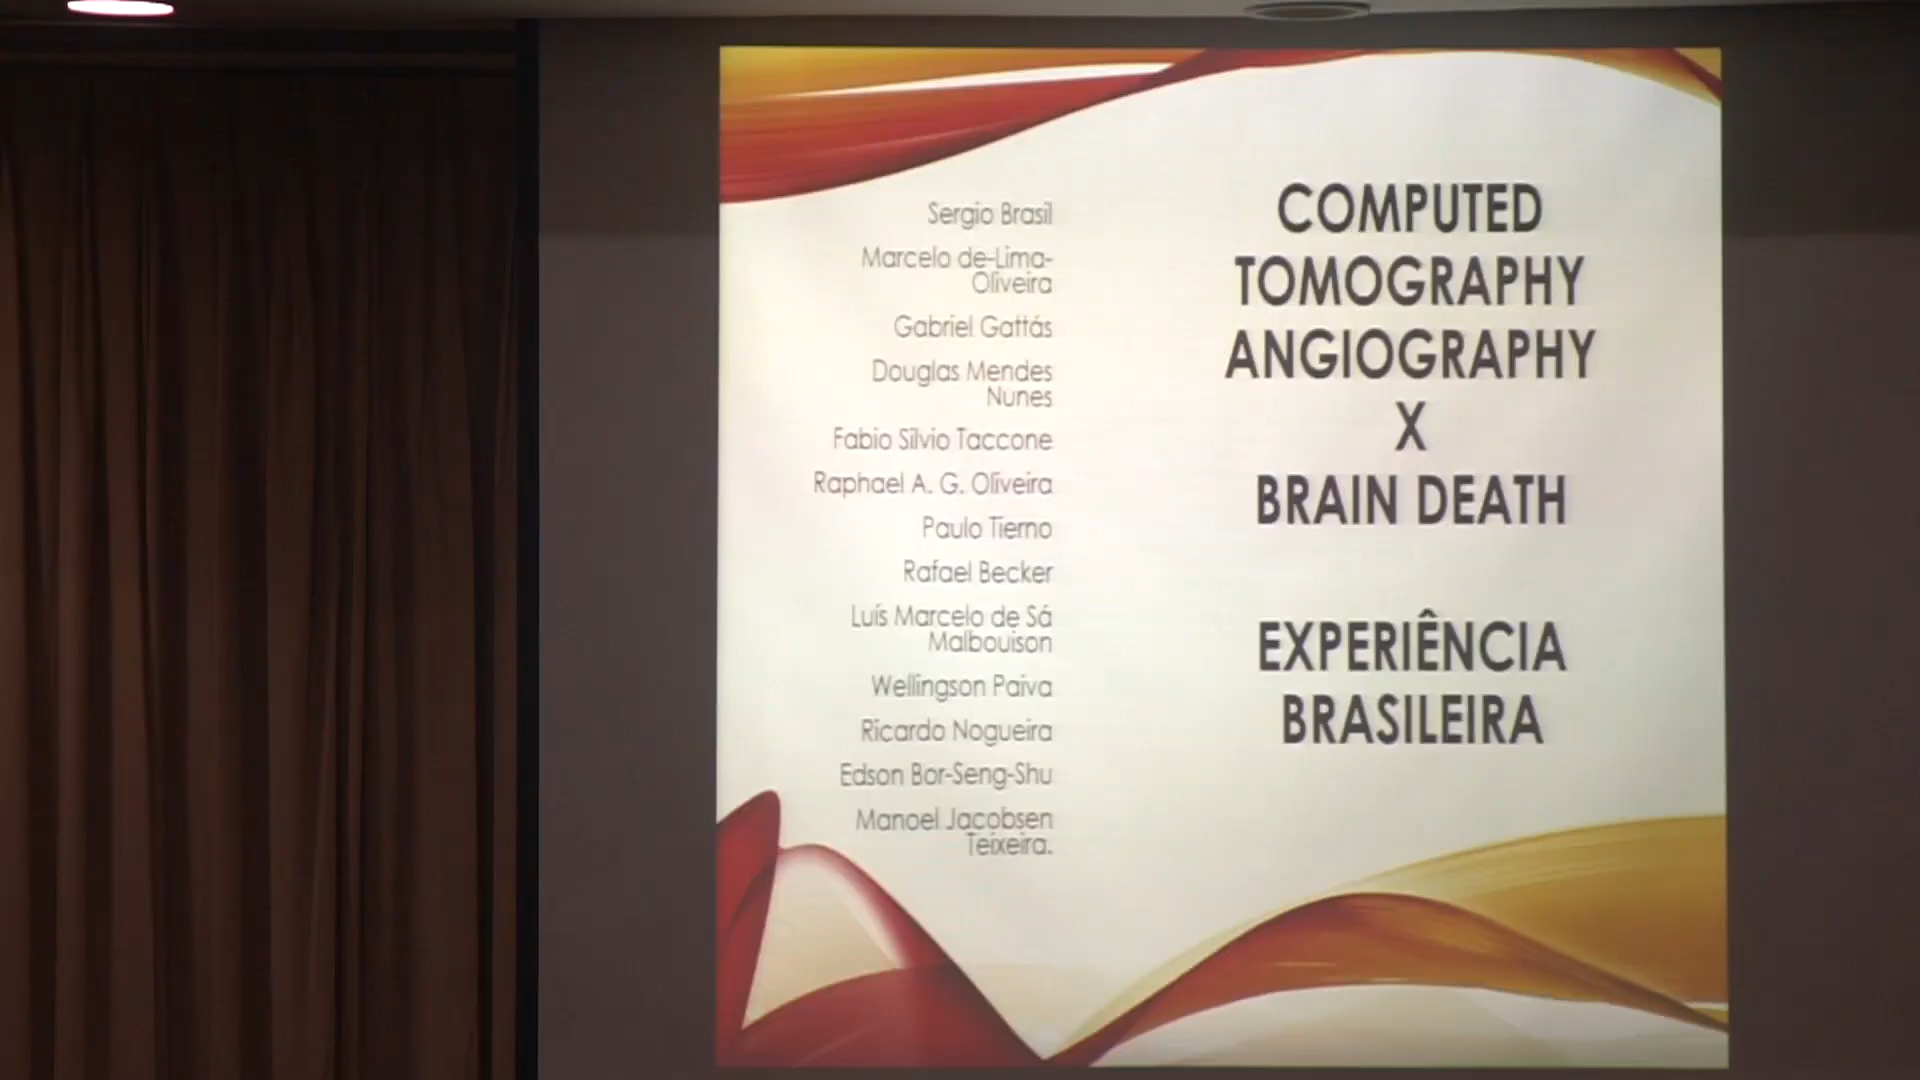 Sergio Brasil
Marcelo de-Lima-
Oliveira
Gabriel Gattás
Douglas Mendes
Nunes
Fabio Silvio Taccone
Raphael A. G. Oliveira
Paulo Tierno
Rafael Becker
Luís Marcelo de Sá
Malbouison
Wellingson Paiva
Ricardo Nogueira
Edson Bor-Seng-Shu
Manoel Jacobsen
Teixeira.
COMPUTED
TOMOGRAPHY
ANGIOGRAPHY
X
BRAIN DEATH
EXPERIÊNCIA
BRASILEIRA